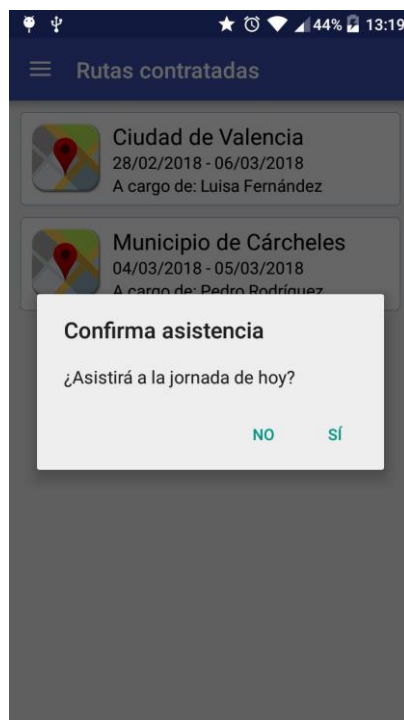 44% 13:19
Rutas contratadas
Ciudad de Valencia
28/02/2018 - 06/03/2018
A cargo de: Luisa Fernández
Municipio de Cárcheles
04/03/2018 - 05/03/2018
A cargo de: Pedro Rodríguez
Confirma asistencia
¿Asistirá a la jornada de hoy?
NO SÍ